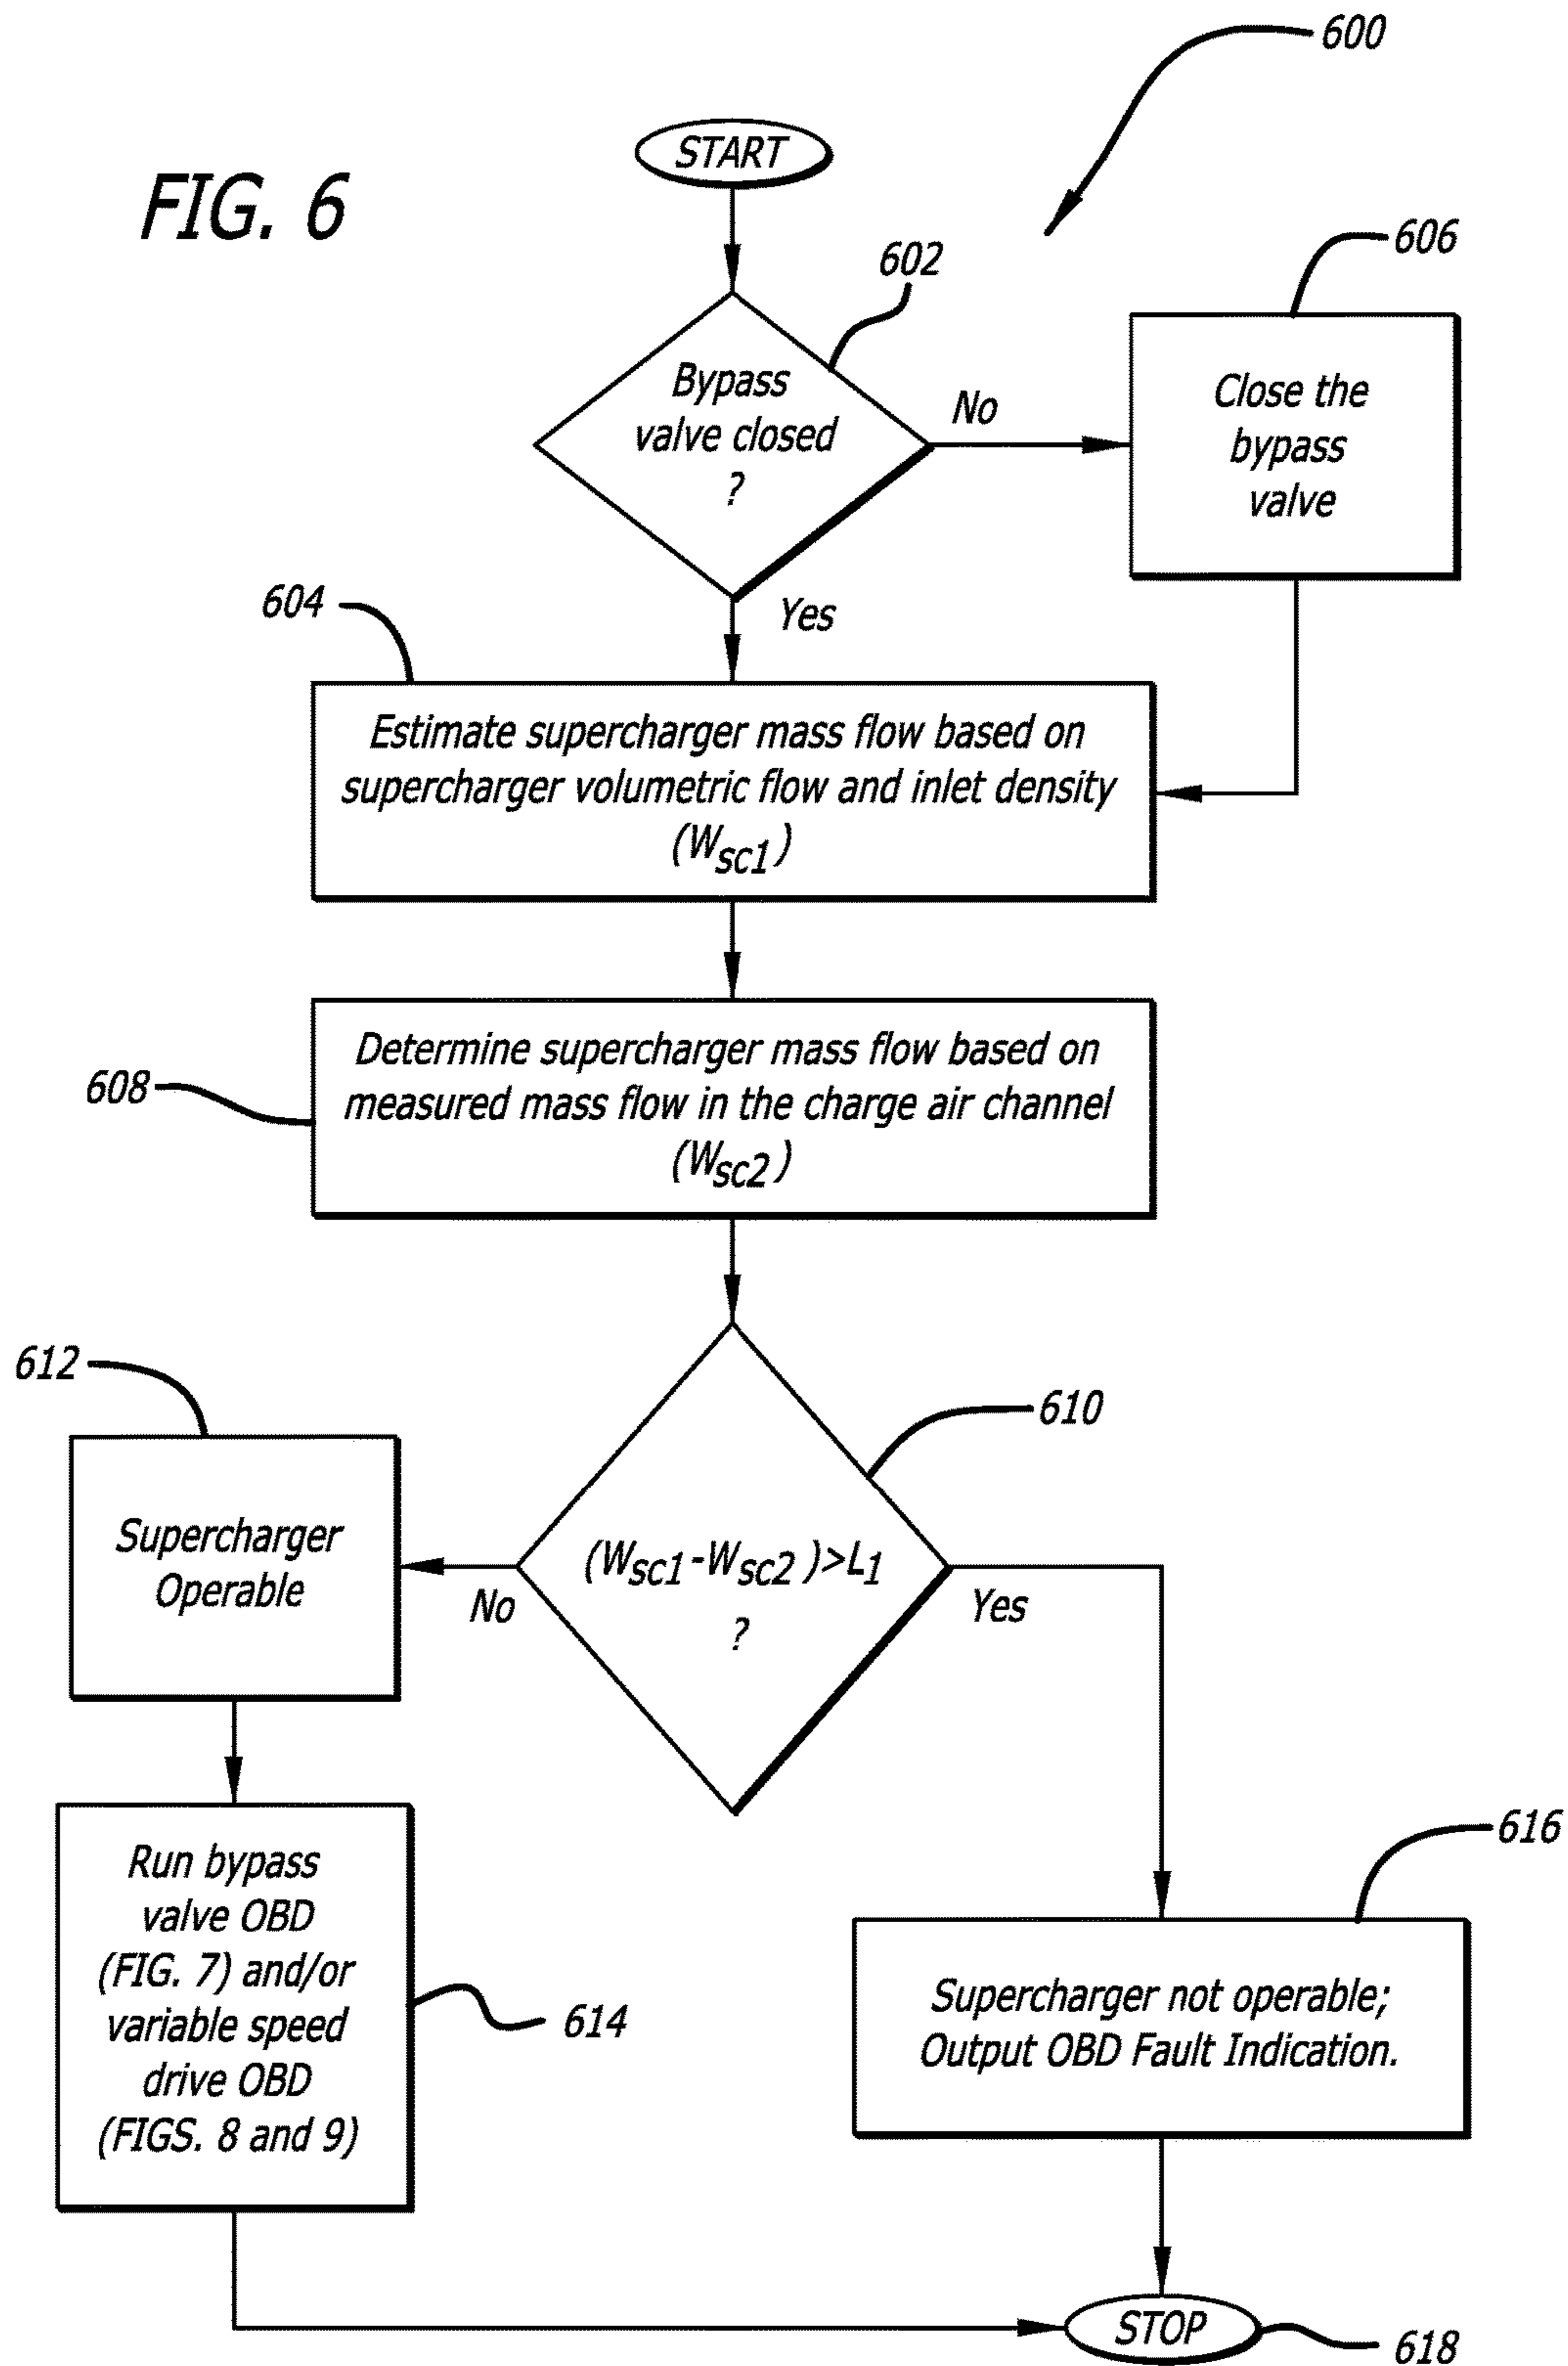 600
START
FIG. 6
602
606
Bypass
valve closed
?
No
Close the
bypass
valve
604
Yes
Estimate supercharger mass flow based on
supercharger volumetric flow and inlet density
(Wsc1)
608
Determine supercharger mass flow based on
measured mass flow in the charge air channel
(Wsc2)
612
610
Supercharger
Operable
(Wsc1-Wsc2)>L1
?
No
Yes
616
Run bypass
valve OBD
(FIG. 7) and/or
variable speed
drive OBD
(FIGS. 8 and 9)
614
Supercharger not operable;
Output OBD Fault Indication.
STOP
618